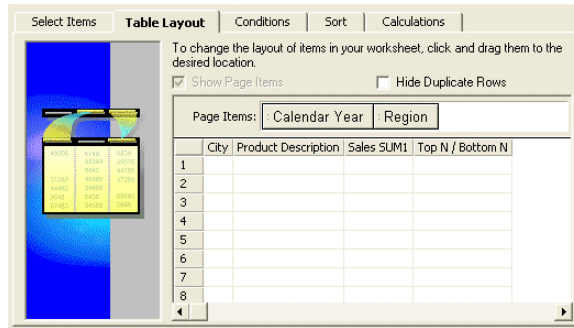 Select Items Table Layout Conditions Sort Calculations
To change the layout of items in your worksheet, click and drag them to the
desired location.
Show Page Items Hide Duplicate Rows
Page Items: Calendar Year Region
City Product Description Sales SUM1 Top N / Bottom N
1
2
3
4
5
6
7
8